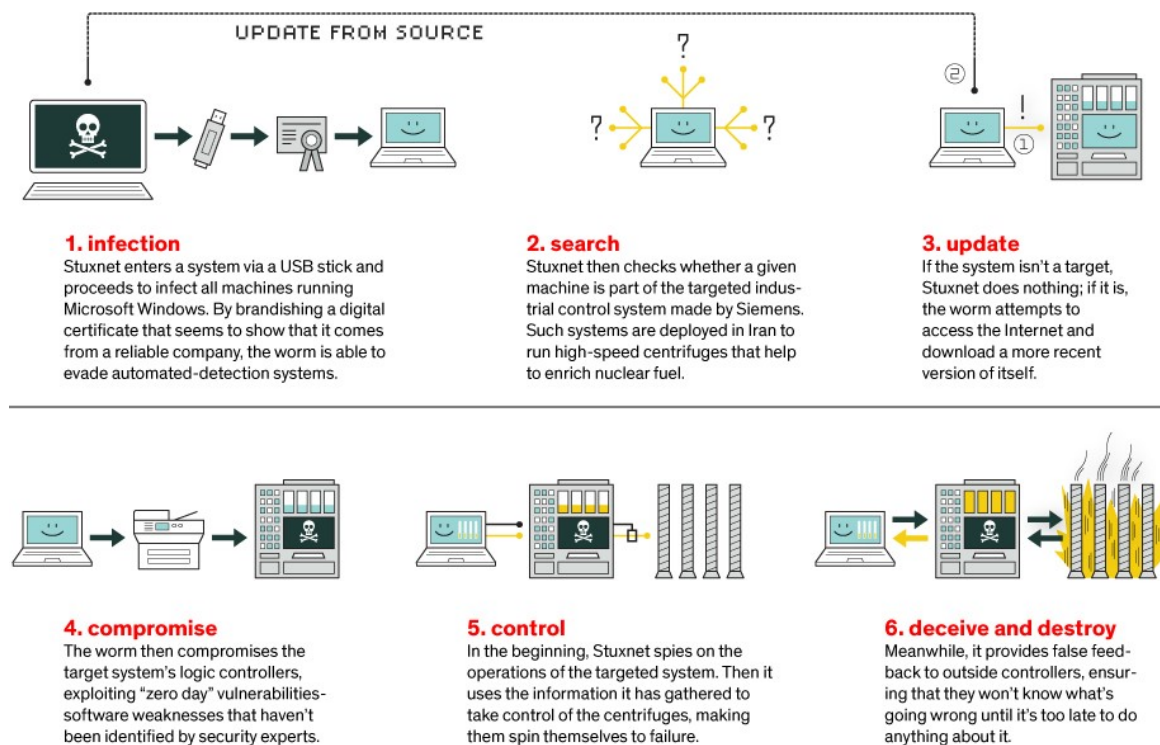 UPDATE FROM SOURCE
?
?
?
②
!
①
1. infection
Stuxnet enters a system via a USB stick and
proceeds to infect all machines running
Microsoft Windows. By brandishing a digital
certificate that seems to show that it comes
from a reliable company, the worm is able to
evade automated-detection systems.
2. search
Stuxnet then checks whether a given
machine is part of the targeted indus-
trial control system made by Siemens.
Such systems are deployed in Iran to
run high-speed centrifuges that help
to enrich nuclear fuel.
3. update
If the system isn’t a target,
Stuxnet does nothing; if it is,
the worm attempts to
access the Internet and
download a more recent
version of itself.
4. compromise
The worm then compromises the
target system’s logic controllers,
exploiting “zero day” vulnerabilities-
software weaknesses that haven’t
been identified by security experts.
5. control
In the beginning, Stuxnet spies on the
operations of the targeted system. Then it
uses the information it has gathered to
take control of the centrifuges, making
them spin themselves to failure.
6. deceive and destroy
Meanwhile, it provides false feed-
back to outside controllers, ensur-
ing that they won’t know what’s
going wrong until it’s too late to do
anything about it.